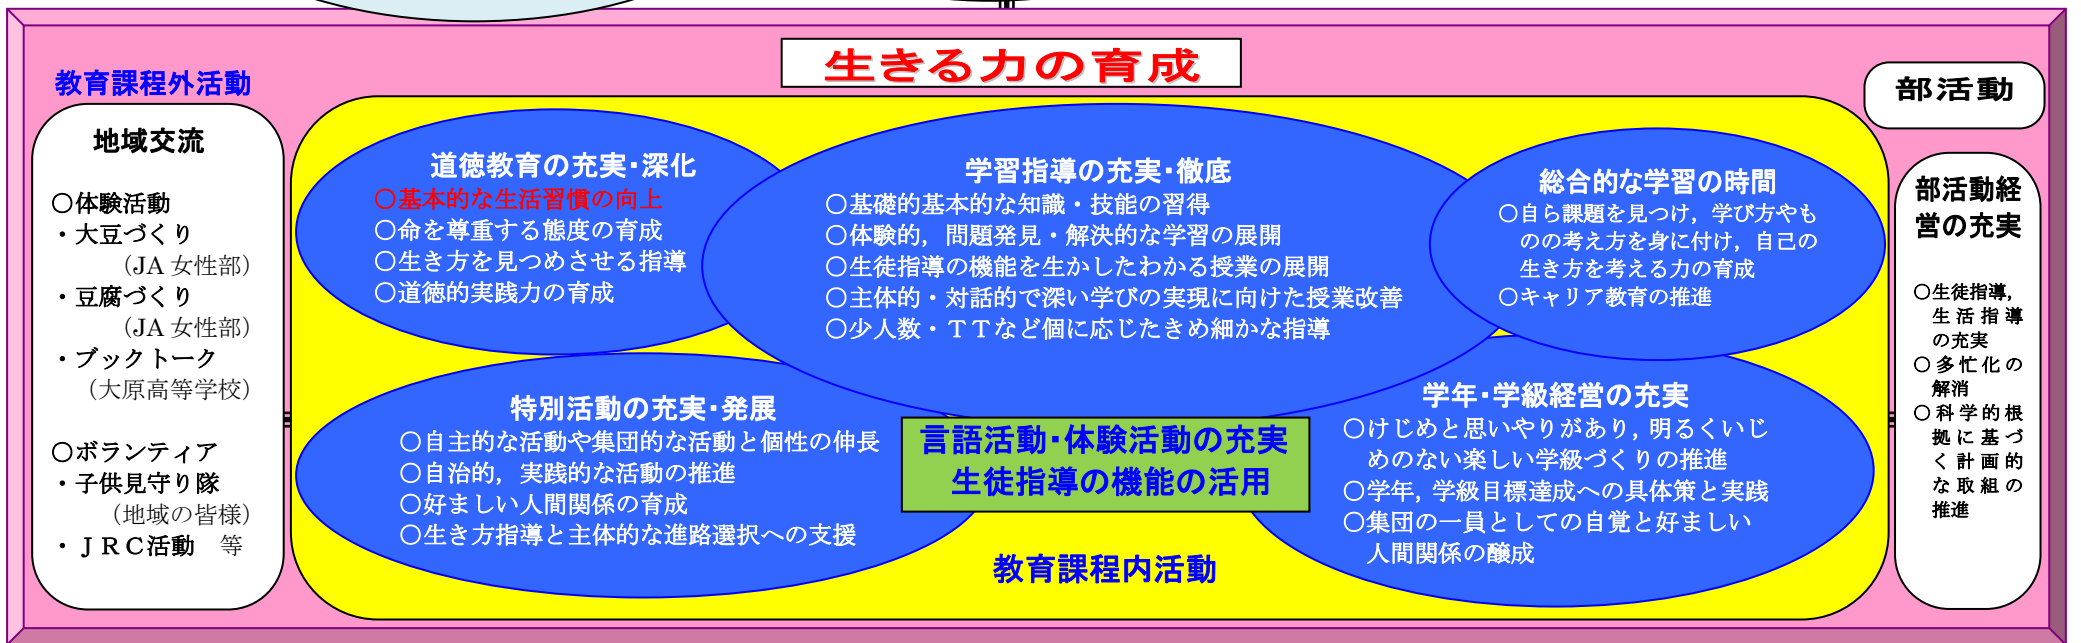 生きる力の育成
教育課程外活動
地域交流
○体験活動
・大豆づくり
（JA 女性部）
・豆腐づくり
（JA 女性部）
・ブックトーク
（大原高等学校）
○ボランティア
・子供見守り隊
（地域の皆様）
・ＪＲＣ活動　等
道徳教育の充実・深化
○基本的な生活習慣の向上
○命を尊重する態度の育成
○生き方を見つめさせる指導
○道徳的実践力の育成
学習指導の充実・徹底
○基礎的基本的な知識・技能の習得
○体験的，問題発見・解決的な学習の展開
○生徒指導の機能を生かしたわかる授業の展開
○主体的・対話的で深い学びの実現に向けた授業改善
○少人数・ＴＴなど個に応じたきめ細かな指導
総合的な学習の時間
○自ら課題を見つけ，学び方やも
のの考え方を身に付け，自己の
生き方を考える力の育成
○キャリア教育の推進
特別活動の充実・発展
○自主的な活動や集団的な活動と個性の伸長
○自治的，実践的な活動の推進
○好ましい人間関係の育成
○生き方指導と主体的な進路選択への支援
言語活動・体験活動の充実
生徒指導の機能の活用
学年・学級経営の充実
○けじめと思いやりがあり，明るくいじ
めのない楽しい学級づくりの推進
○学年，学級目標達成への具体策と実践
○集団の一員としての自覚と好ましい
人間関係の醸成
教育課程内活動
部活動
部活動経
営の充実
○生徒指導，
生活指導
の充実
○多忙化の
解消
○科学的根
拠に基づ
く計画的
な取組の
推進